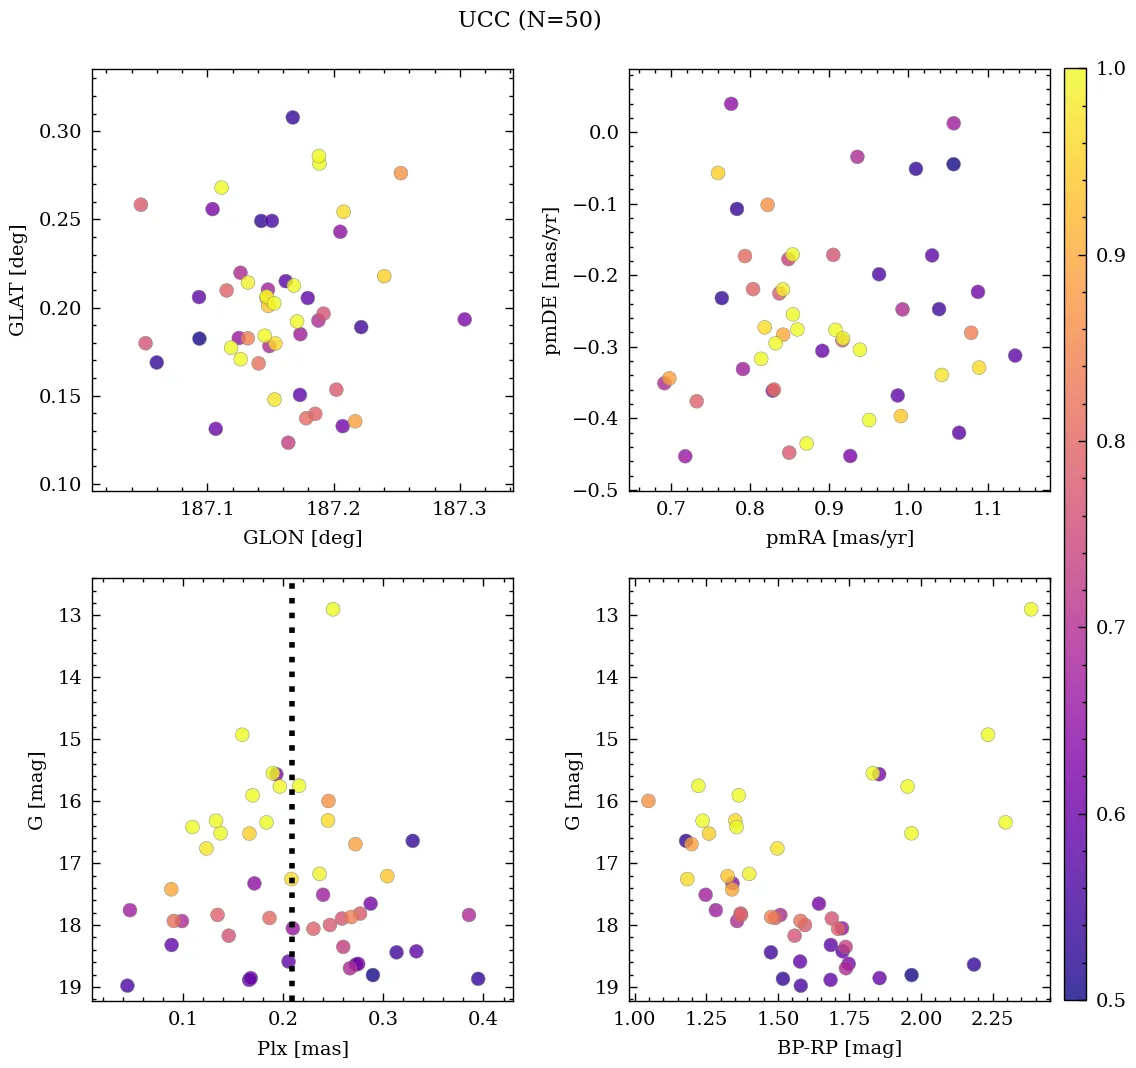 UCC (N=50)
0.30
0.25
0.20
0.15
0.10
GLAT [deg]
187.1 187.2 187.3
GLON [deg]
0.0
−0.1
−0.2
−0.3
−0.4
−0.5
pmDE [mas/yr]
0.7 0.8 0.9 1.0 1.1
pmRA [mas/yr]
13
14
15
16
17
18
19
G [mag]
0.1 0.2 0.3 0.4
Plx [mas]
13
14
15
16
17
18
19
G [mag]
1.00 1.25 1.50 1.75 2.00 2.25
BP-RP [mag]
1.0
0.9
0.8
0.7
0.6
0.5